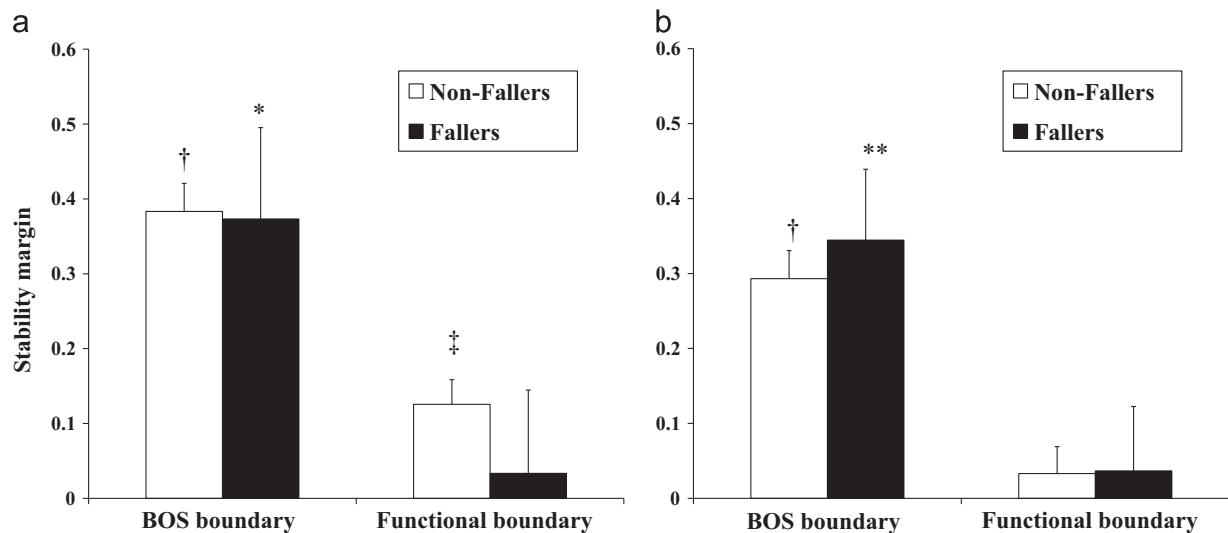 a
0.6
0.5
0.4
0.3
0.2
0.1
0
Stability margin
Non-Fallers
Fallers
†
*
‡
BOS boundary
Functional boundary
b
0.6
0.5
0.4
0.3
0.2
0.1
0
Non-Fallers
Fallers
†
**
BOS boundary
Functional boundary